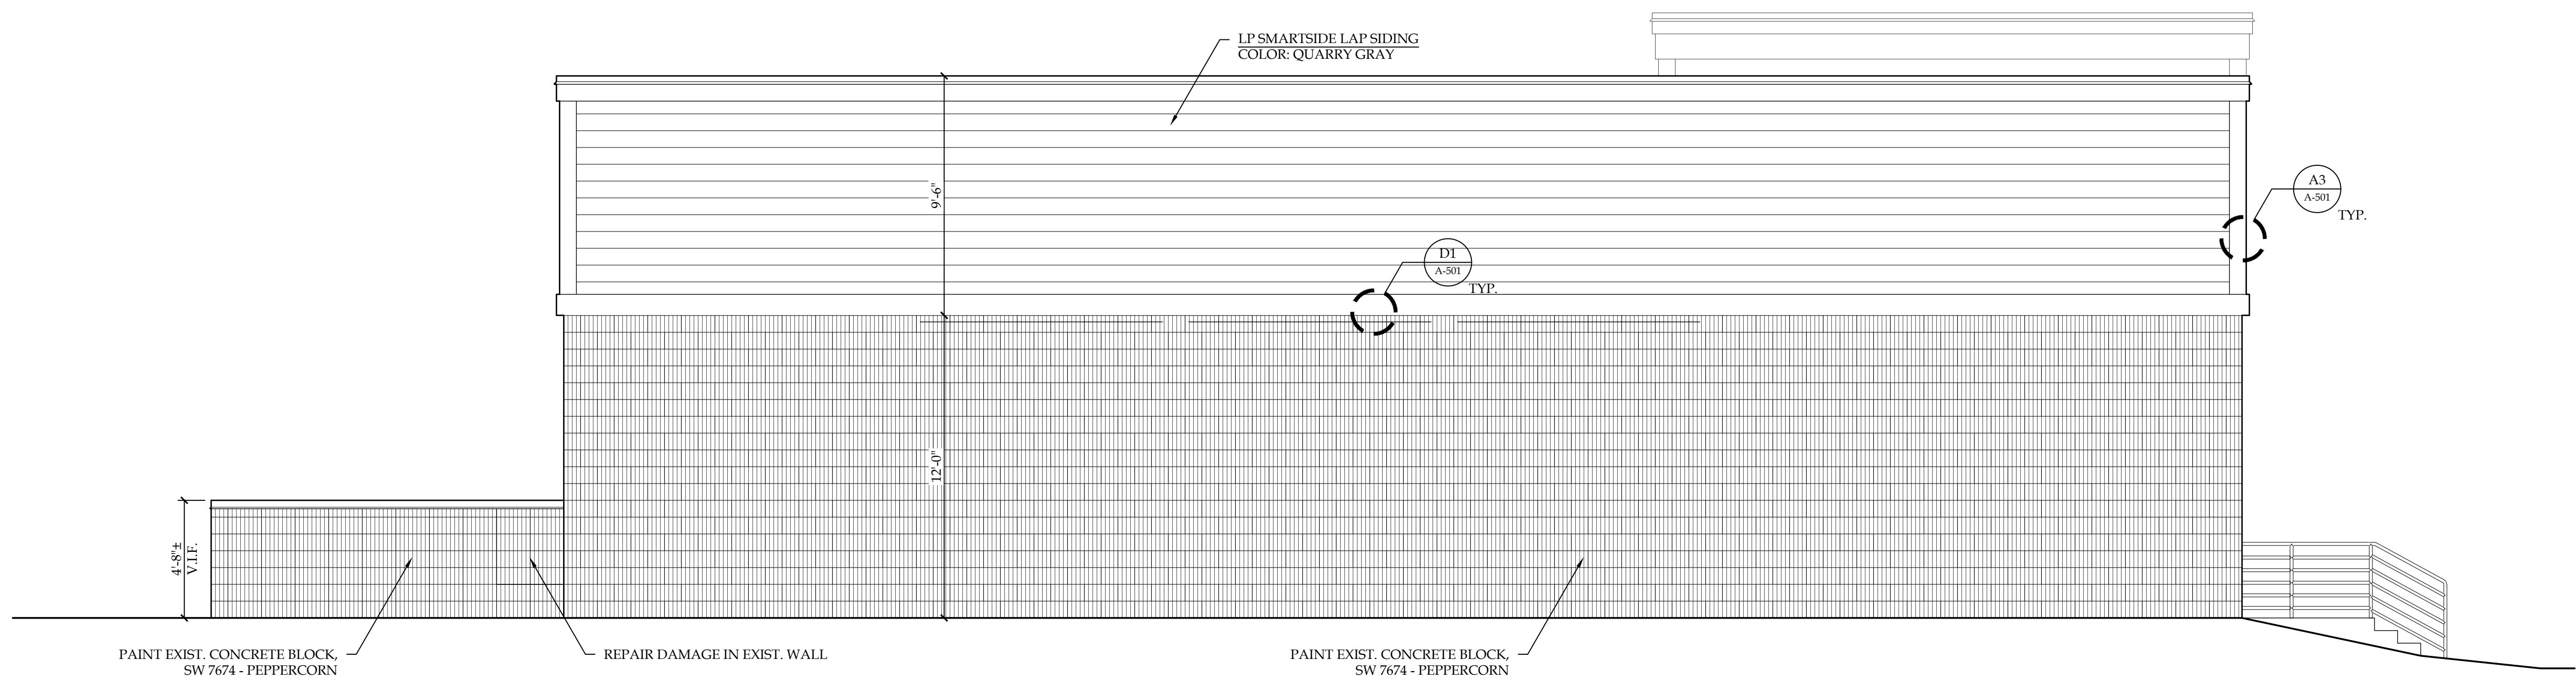 LP SMARTSIDE LAP SIDING
COLOR: QUARRY GRAY
9'-6"
A3
A-501
TYP.
D1
A-501
TYP.
12'-0"
4'-8"±
V.I.F.
PAINT EXIST. CONCRETE BLOCK,
SW 7674 - PEPPERCORN
REPAIR DAMAGE IN EXIST. WALL
PAINT EXIST. CONCRETE BLOCK,
SW 7674 - PEPPERCORN